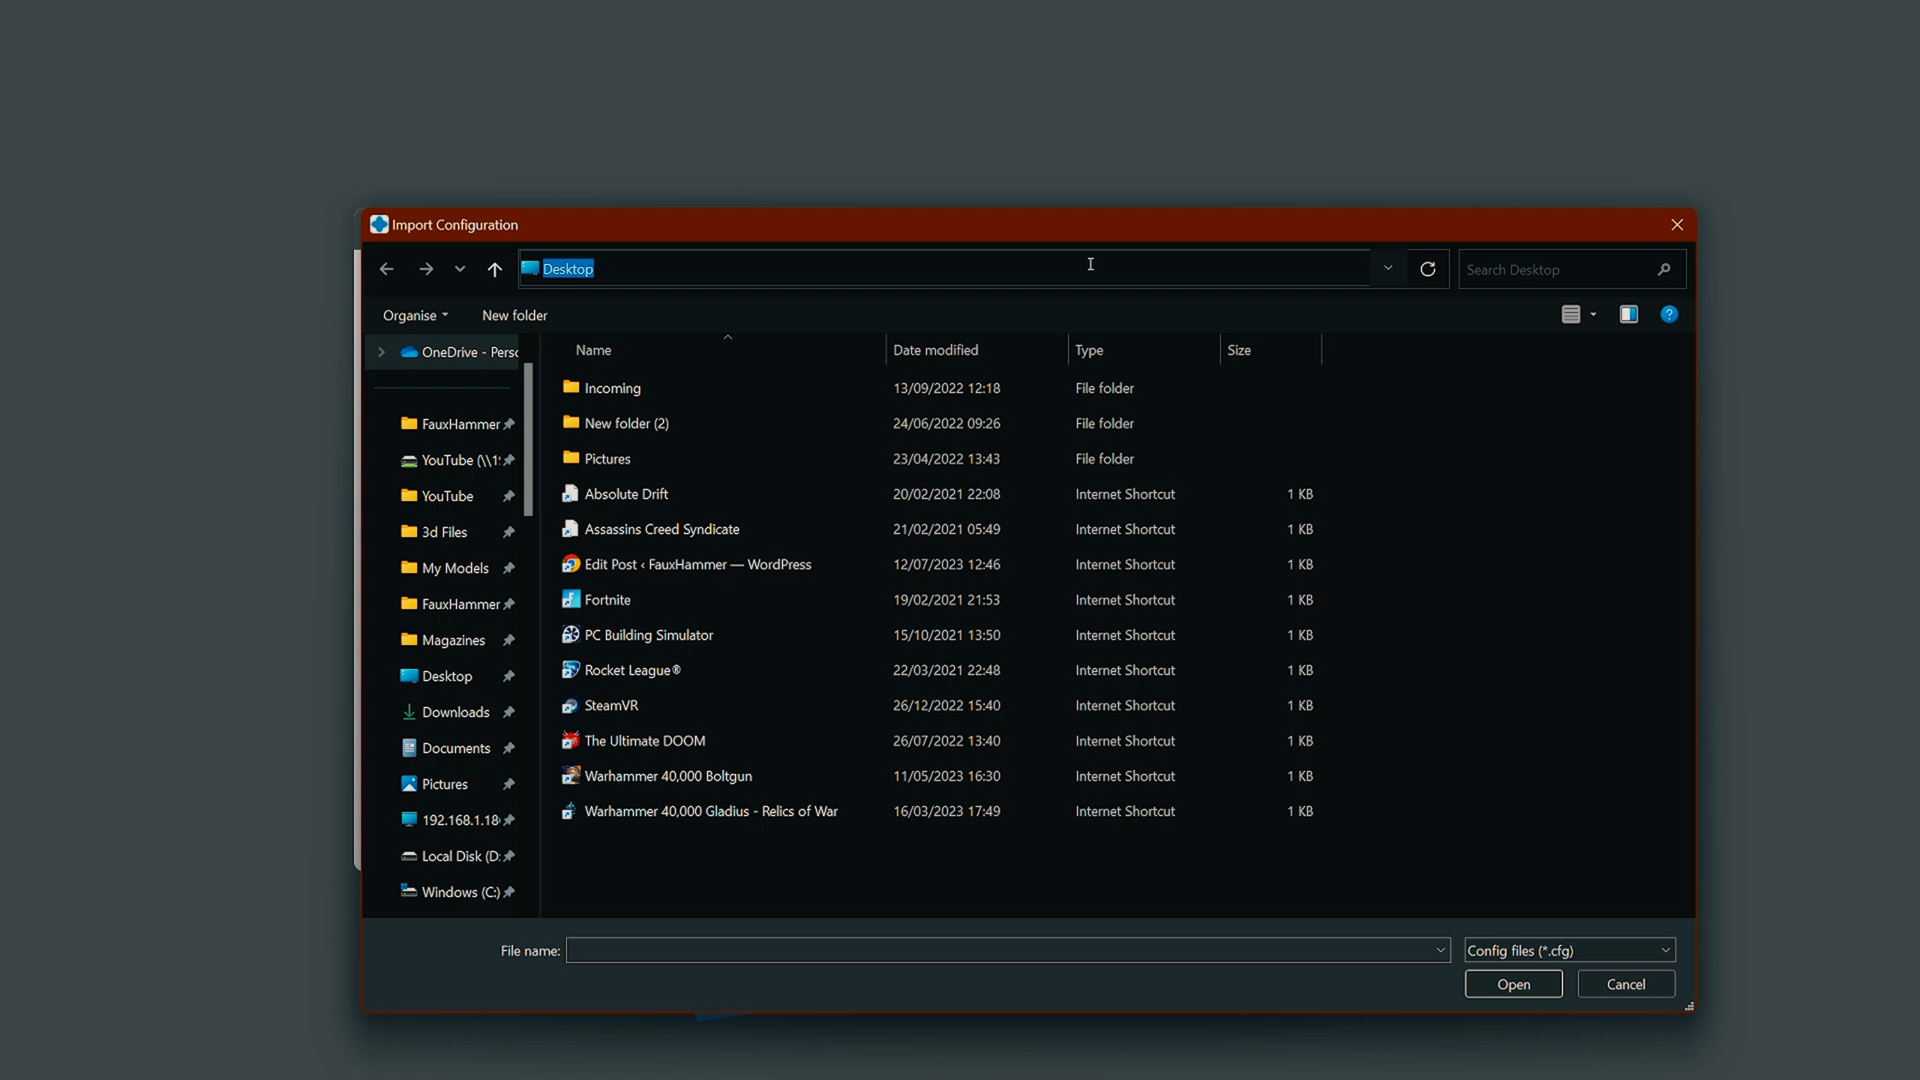 Import Configuration
Desktop
Search Desktop
Organise
New folder
Name
Date modified
Type
Size
OneDrive - Perso
FauxHammer
YouTube (\\1
YouTube
3d Files
My Models
FauxHammer
Magazines
Desktop
Downloads
Documents
Pictures
192.168.1.18
Local Disk (D:
Windows (C:)
Incoming 13/09/2022 12:18 File folder
New folder (2) 24/06/2022 09:26 File folder
Pictures 23/04/2022 13:43 File folder
Absolute Drift 20/02/2021 22:08 Internet Shortcut 1 KB
Assassins Creed Syndicate 21/02/2021 05:49 Internet Shortcut 1 KB
Edit Post ‹ FauxHammer — WordPress 12/07/2023 12:46 Internet Shortcut 1 KB
Fortnite 19/02/2021 21:53 Internet Shortcut 1 KB
PC Building Simulator 15/10/2021 13:50 Internet Shortcut 1 KB
Rocket League® 22/03/2021 22:48 Internet Shortcut 1 KB
SteamVR 26/12/2022 15:40 Internet Shortcut 1 KB
The Ultimate DOOM 26/07/2022 13:40 Internet Shortcut 1 KB
Warhammer 40,000 Boltgun 11/05/2023 16:30 Internet Shortcut 1 KB
Warhammer 40,000 Gladius - Relics of War 16/03/2023 17:49 Internet Shortcut 1 KB
File name:
Config files (*.cfg)
Open
Cancel